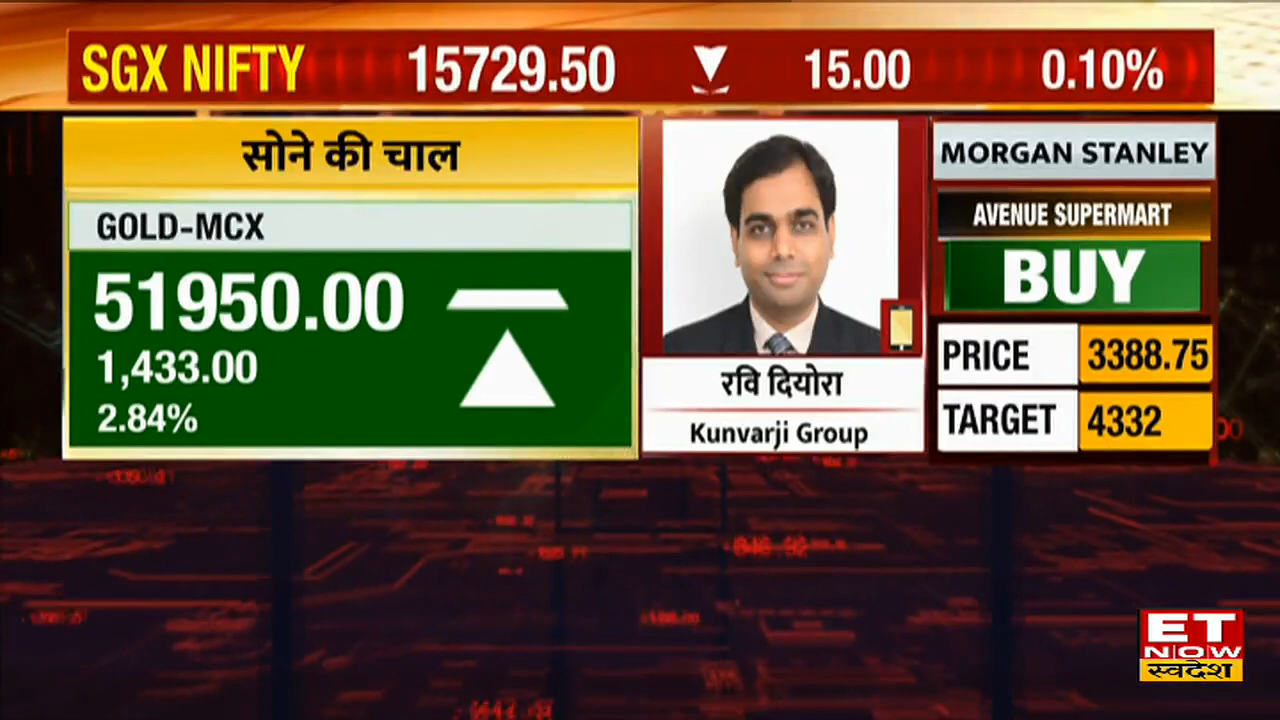 SGX NIFTY 15729.50 15.00 0.10%
सोने की चाल
GOLD-MCX
51950.00
1,433.00
2.84%
रवि दियोरा
Kunvarji Group
MORGAN STANLEY
AVENUE SUPERMART
BUY
PRICE 3388.75
TARGET 4332
ET
NOW
स्वदेश